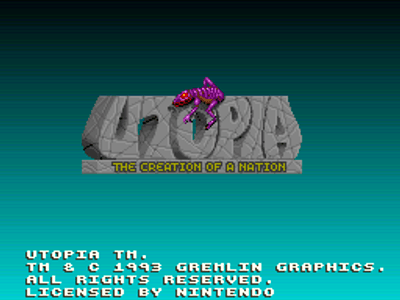 UTOPIA
THE CREATION OF A NATION
UTOPIA TM.
TM & C 1993 GREMLIN GRAPHICS.
ALL RIGHTS RESERVED.
LICENSED BY NINTENDO